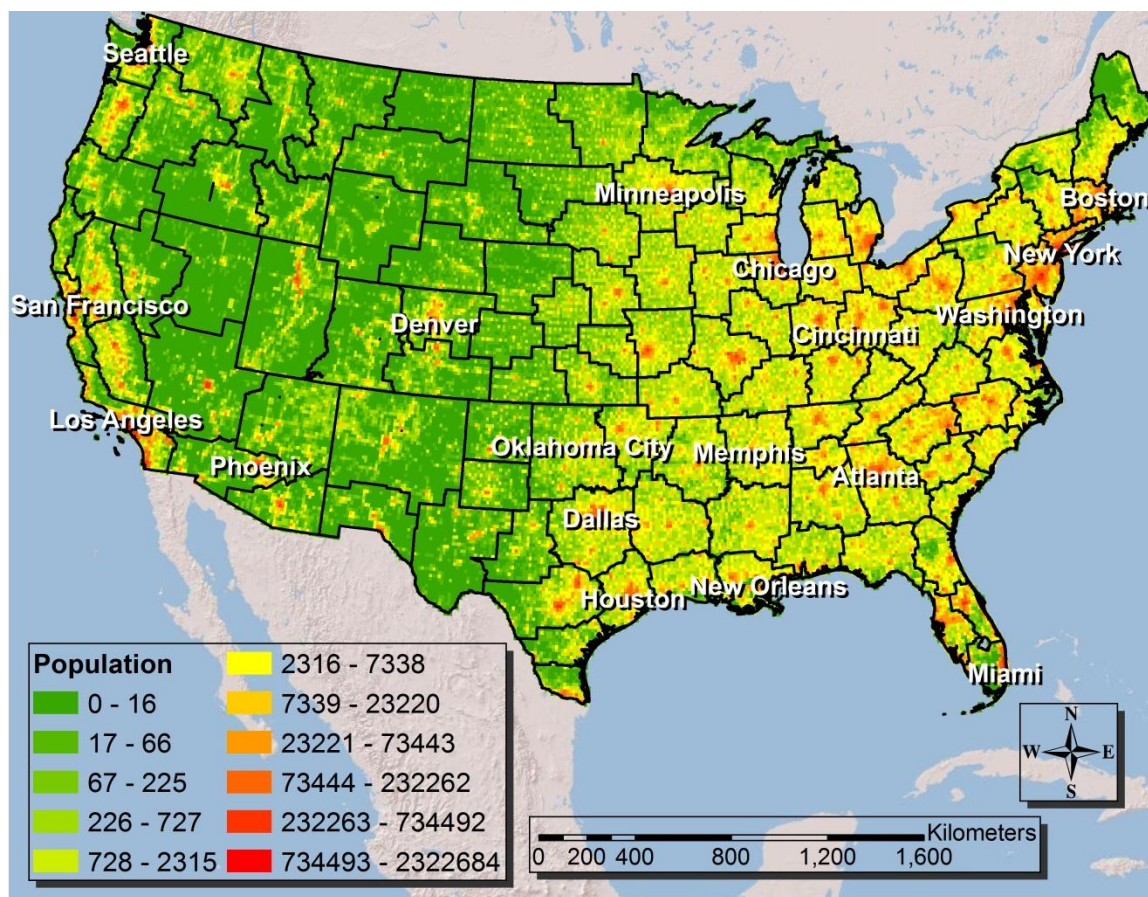 Seattle
Minneapolis
Boston
New York
Chicago
San Francisco
Denver
Washington
Cincinnati
Los Angeles
Phoenix
Oklahoma City
Memphis
Atlanta
Dallas
Houston
New Orleans
Miami
Population
0 - 16
17 - 66
67 - 225
226 - 727
728 - 2315
2316 - 7338
7339 - 23220
23221 - 73443
73444 - 232262
232263 - 734492
734493 - 2322684
N
W E
S
Kilometers
0 200 400 800 1,200 1,600